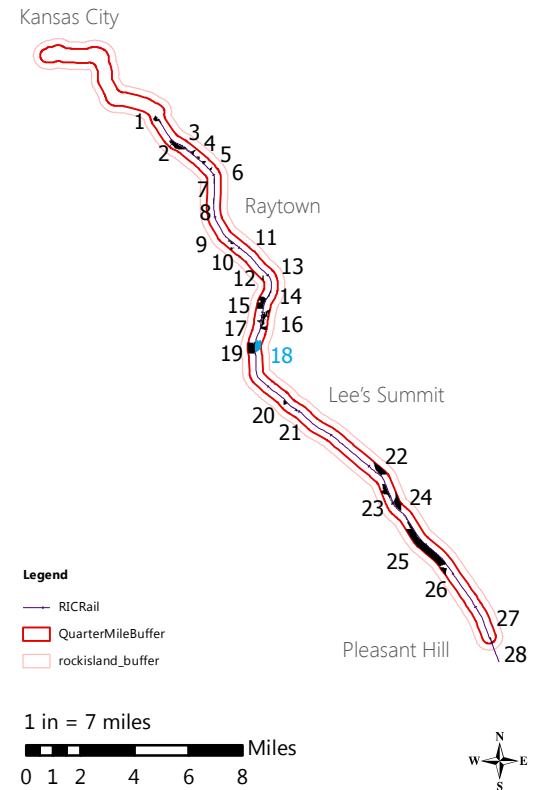 Kansas City
1
2
3
4
5
6
7
8
Raytown
9
10
11
12
13
14
15
16
17
18
19
Lee's Summit
20
21
22
23
24
25
26
27
Pleasant Hill
28
Legend
RICRail
QuarterMileBuffer
rockisland_buffer
1 in = 7 miles
Miles
0 1 2 4 6 8
N
W E
S